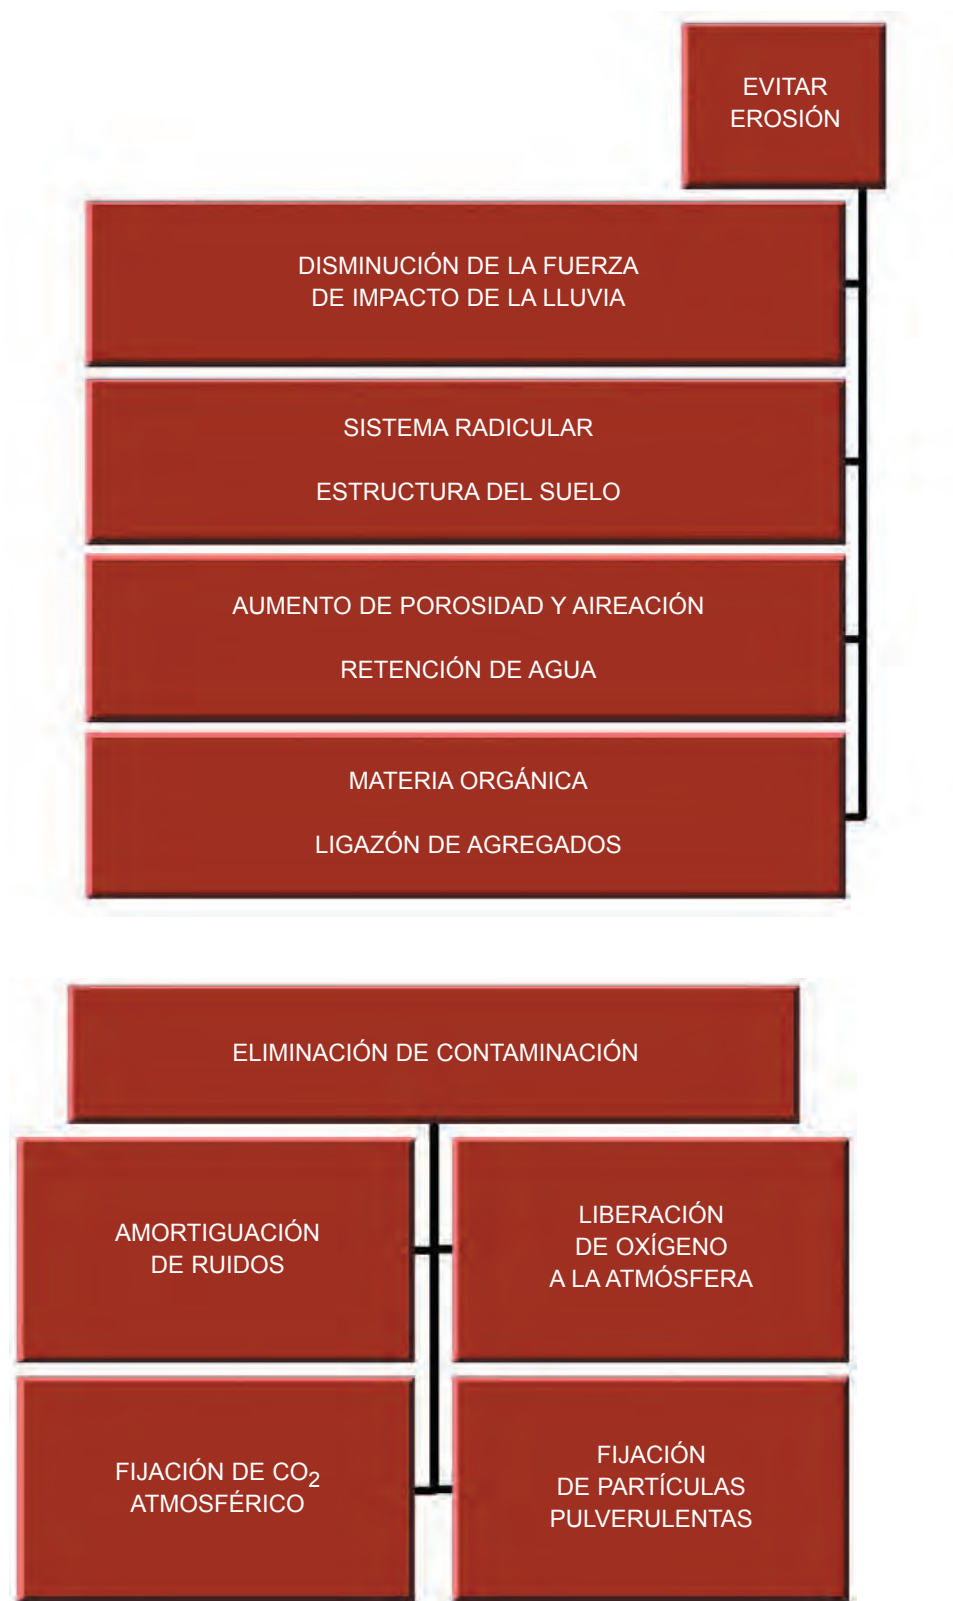 EVITAR
EROSIÓN
DISMINUCIÓN DE LA FUERZA
DE IMPACTO DE LA LLUVIA
SISTEMA RADICULAR
ESTRUCTURA DEL SUELO
AUMENTO DE POROSIDAD Y AIREACIÓN
RETENCIÓN DE AGUA
MATERIA ORGÁNICA
LIGAZÓN DE AGREGADOS
ELIMINACIÓN DE CONTAMINACIÓN
AMORTIGUACIÓN
DE RUIDOS
LIBERACIÓN
DE OXÍGENO
A LA ATMÓSFERA
FIJACIÓN DE CO₂
ATMOSFÉRICO
FIJACIÓN
DE PARTÍCULAS
PULVERULENTAS